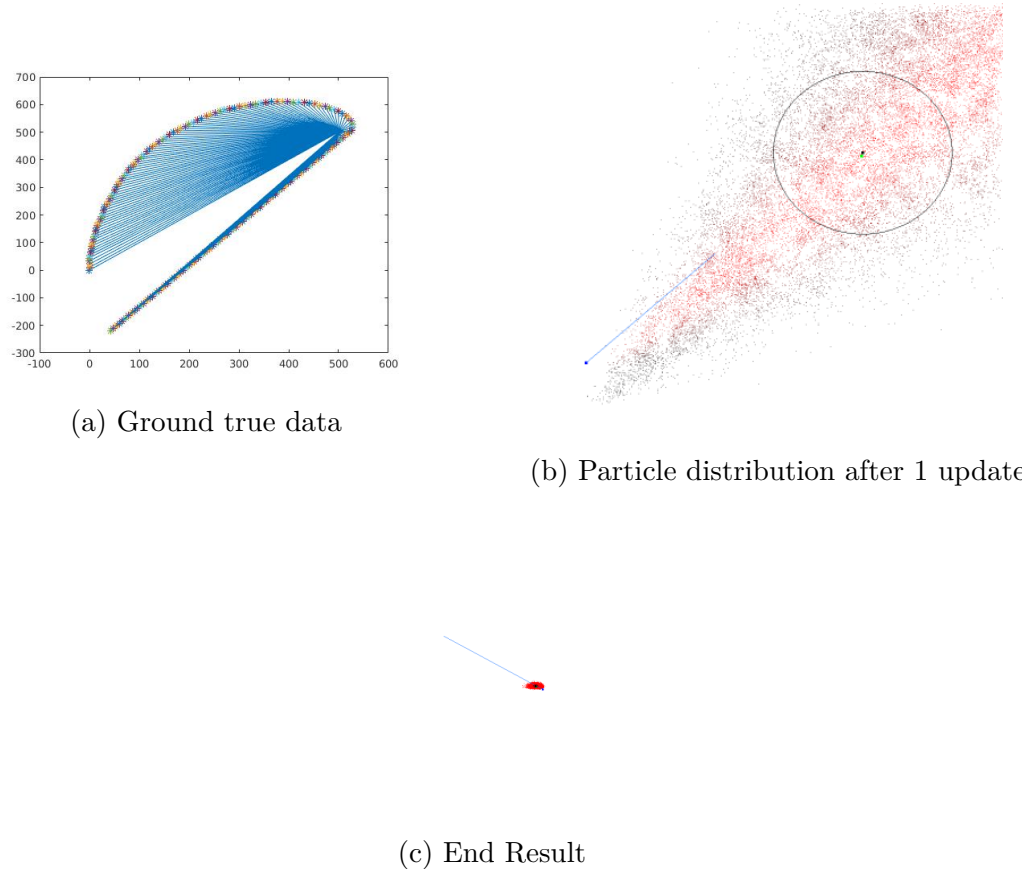 700
600
500
400
300
200
100
0
-100
-200
-300
-100 0 100 200 300 400 500 600
(a) Ground true data
(b) Particle distribution after 1 update
(c) End Result